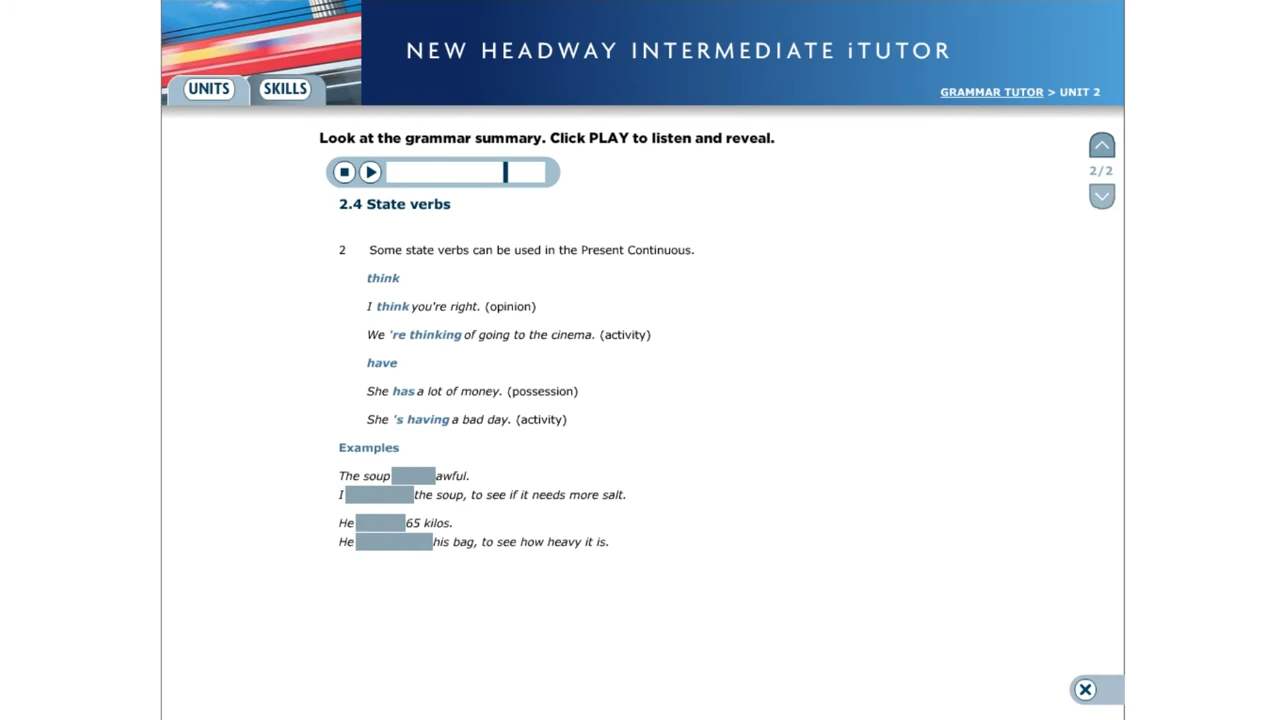 NEW HEADWAY INTERMEDIATE iTUTOR
UNITS SKILLS
GRAMMAR TUTOR > UNIT 2
Look at the grammar summary. Click PLAY to listen and reveal.
2/2
2.4 State verbs
2 Some state verbs can be used in the Present Continuous.
think
I think you're right. (opinion)
We 're thinking of going to the cinema. (activity)
have
She has a lot of money. (possession)
She 's having a bad day. (activity)
Examples
The soup awful.
I the soup, to see if it needs more salt.
He 65 kilos.
He his bag, to see how heavy it is.